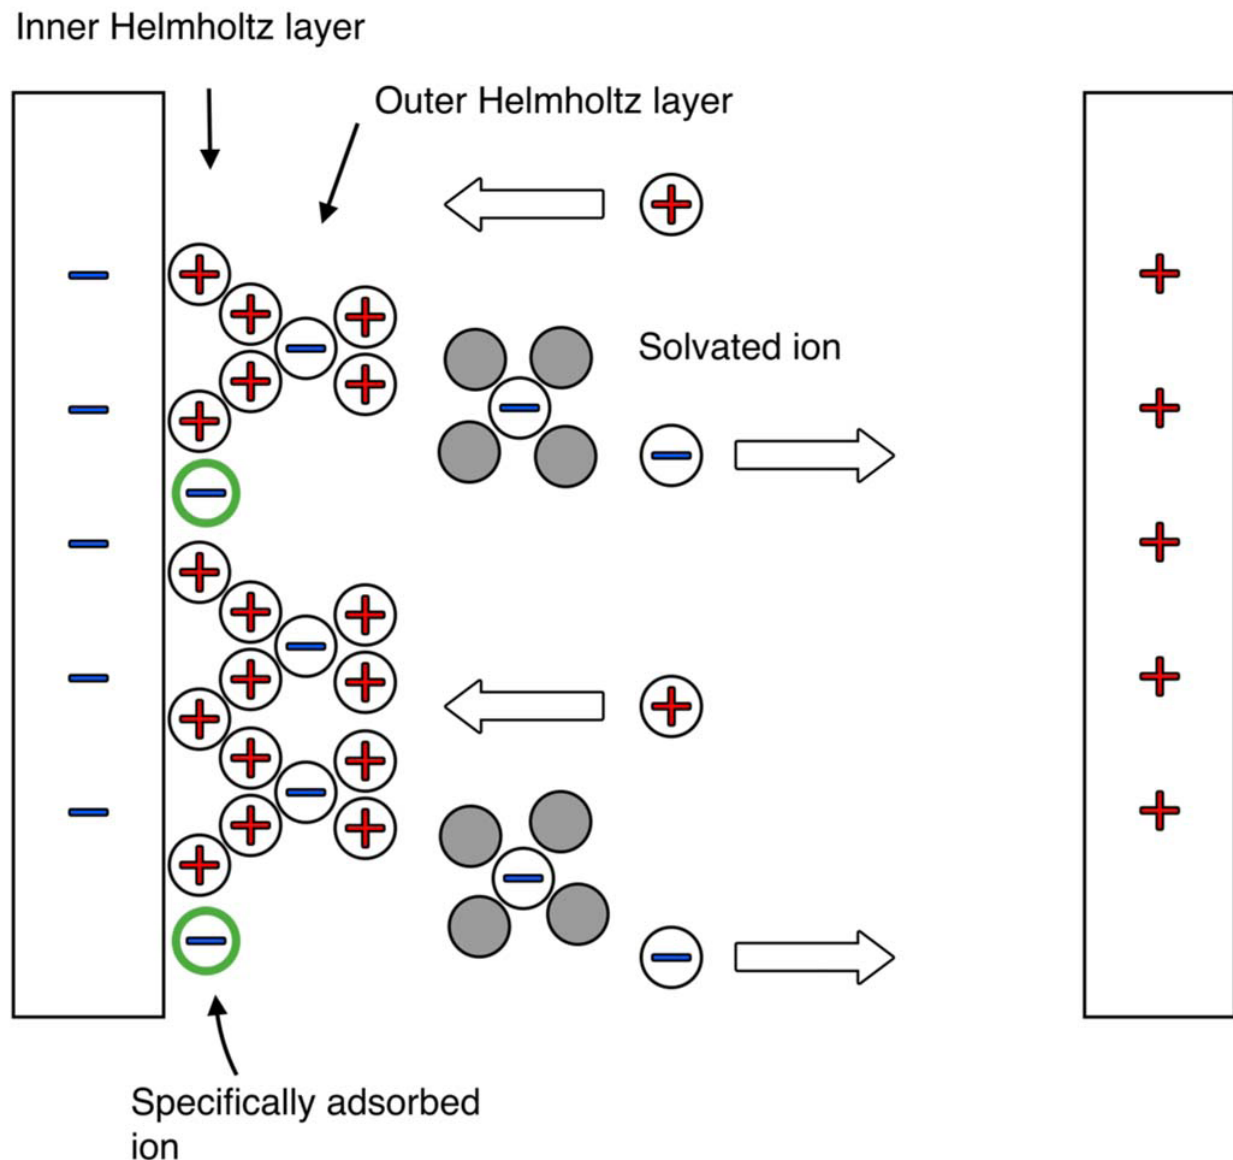 Inner Helmholtz layer
Outer Helmholtz layer
Solvated ion
Specifically adsorbed
ion